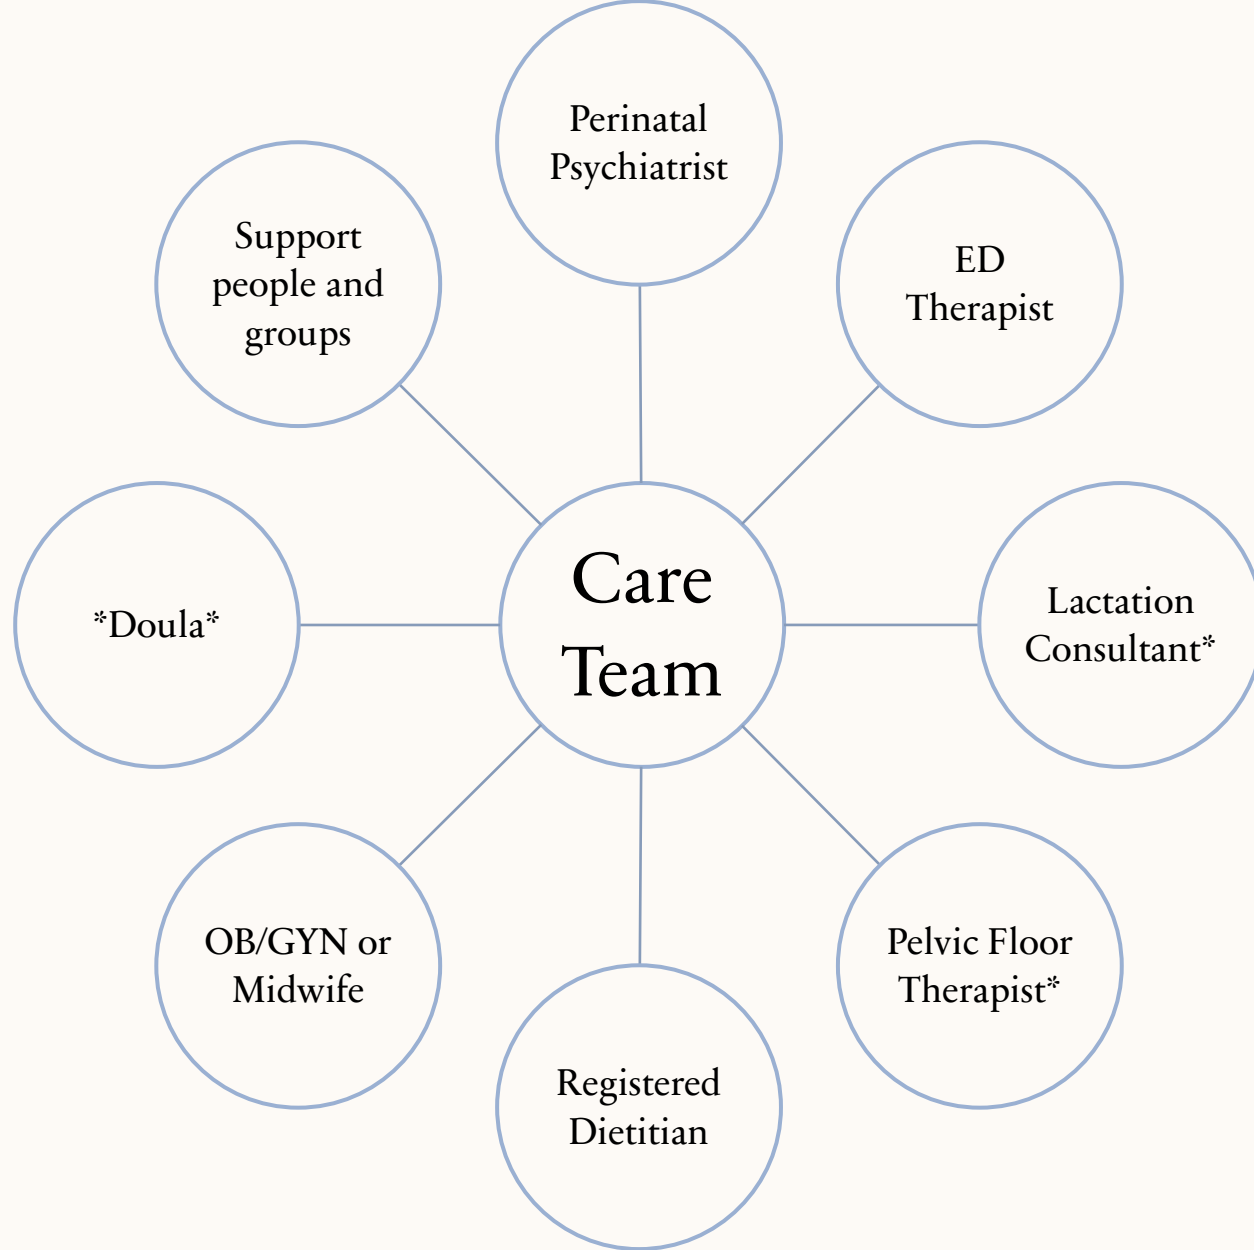 Perinatal
Psychiatrist
Support
people and
groups
ED
Therapist
*Doula*
Care
Team
Lactation
Consultant*
OB/GYN or
Midwife
Pelvic Floor
Therapist*
Registered
Dietitian